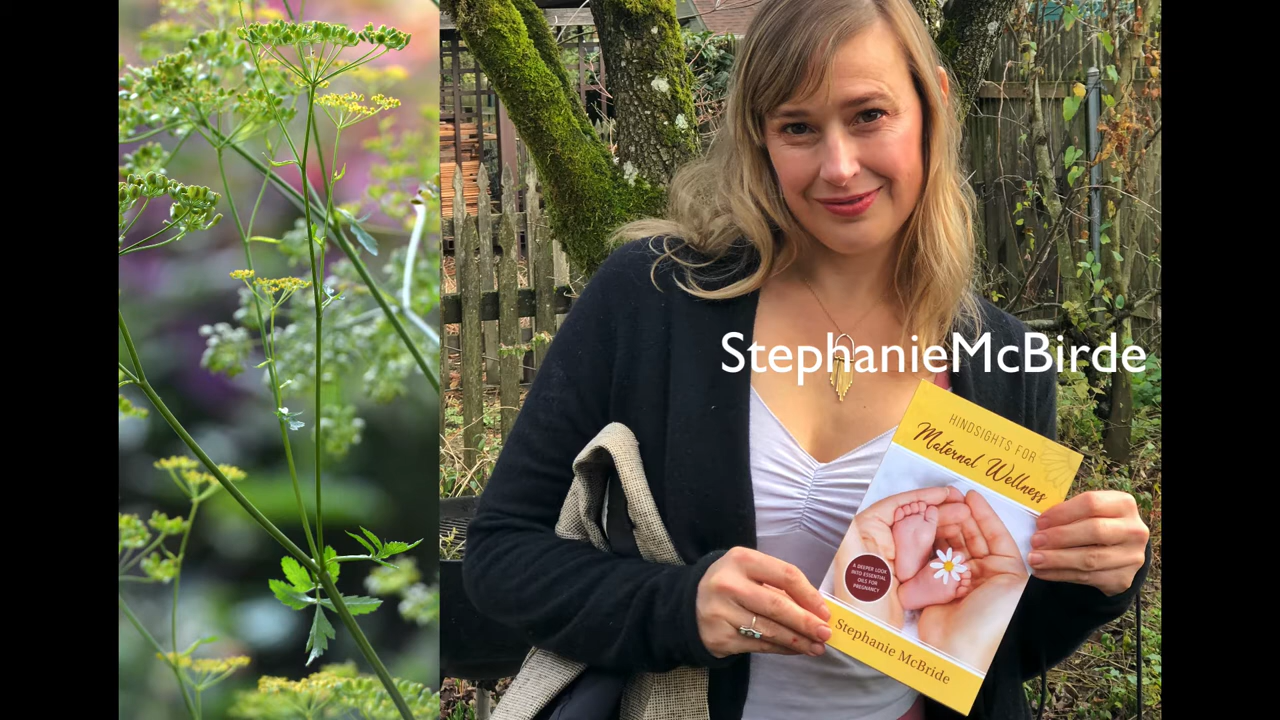 StephanieMcBirde
HINDSIGHTS FOR
Maternal Wellness
A DEEPER LOOK
INTO ESSENTIAL
OILS FOR
PREGNANCY
Stephanie McBride